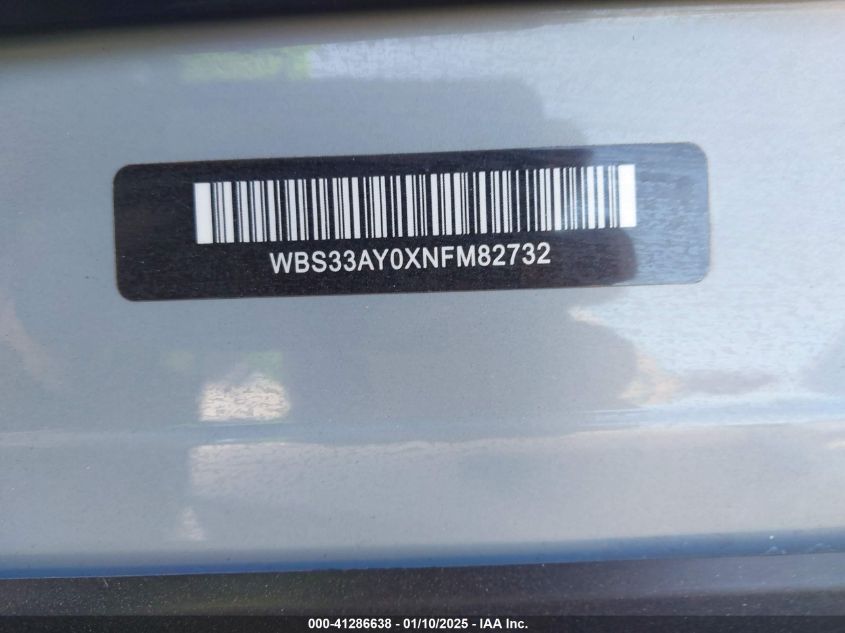 WBS33AY0XNFM82732
000-41286638 - 01/10/2025 - IAA Inc.